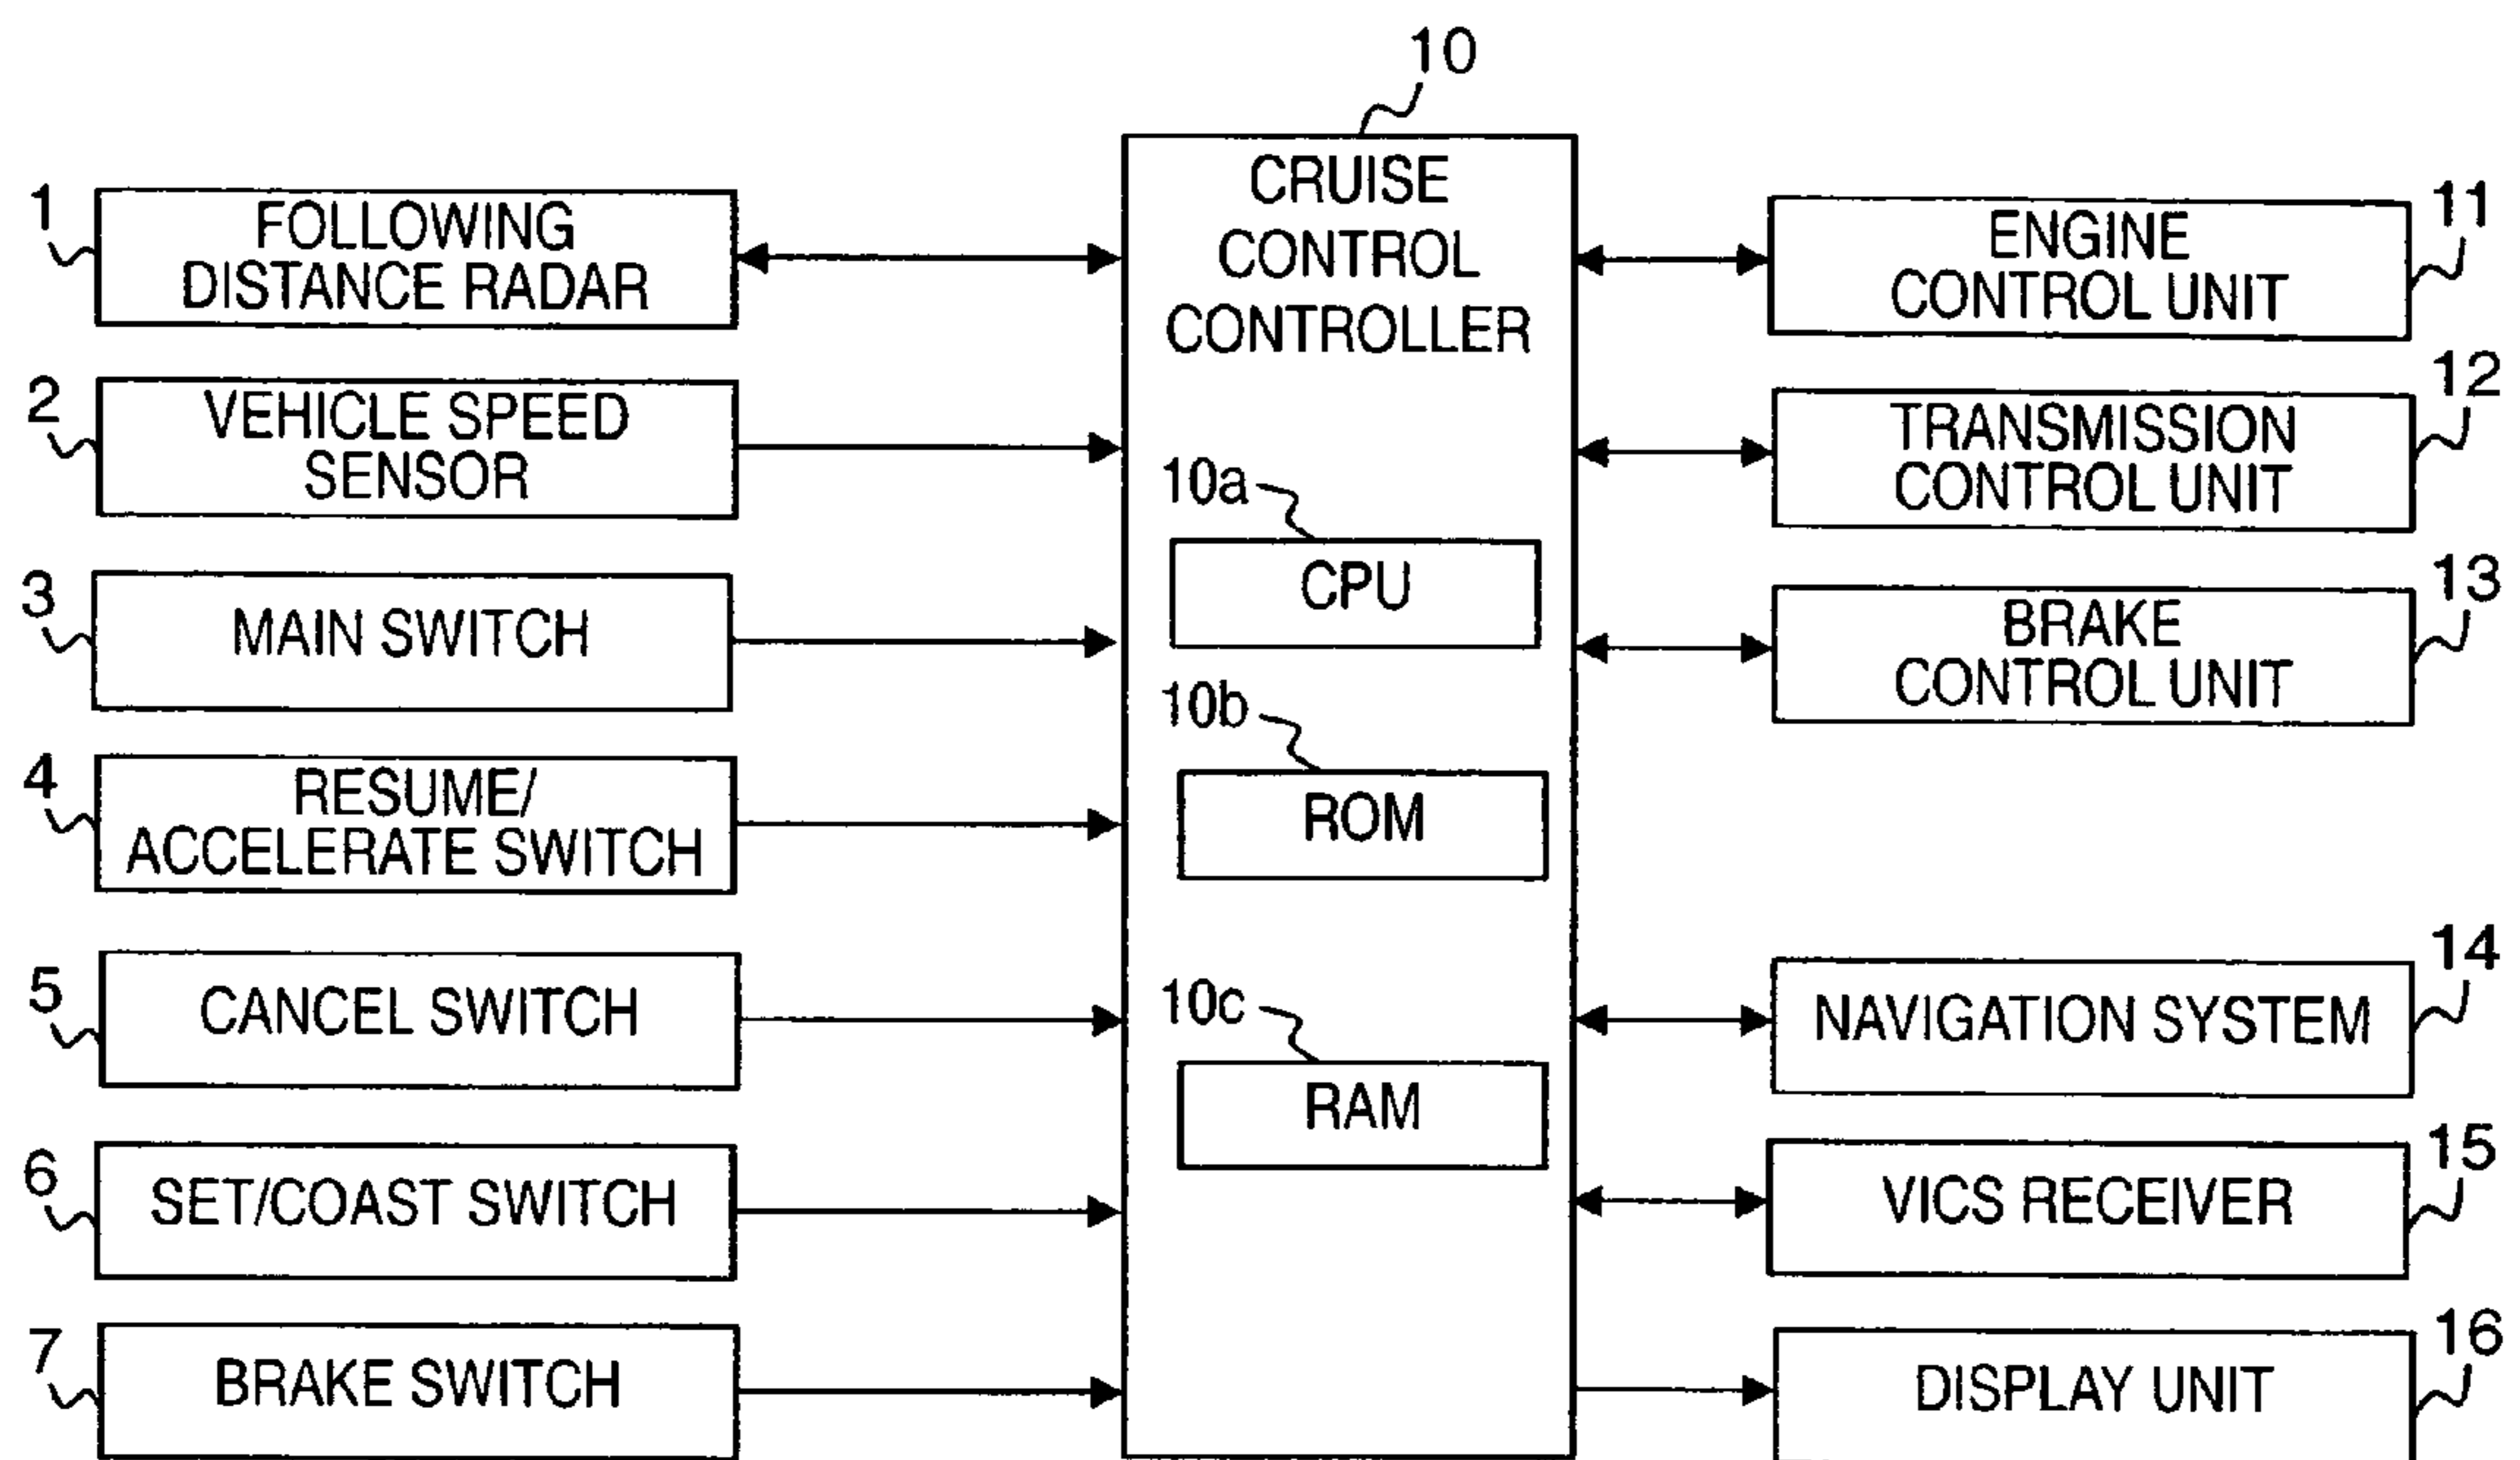 10
CRUISE
CONTROL
CONTROLLER
1
FOLLOWING
DISTANCE RADAR
2
VEHICLE SPEED
SENSOR
3
MAIN SWITCH
4
RESUME/
ACCELERATE SWITCH
5
CANCEL SWITCH
6
SET/COAST SWITCH
7
BRAKE SWITCH
10a
CPU
10b
ROM
10c
RAM
11
ENGINE
CONTROL UNIT
12
TRANSMISSION
CONTROL UNIT
13
BRAKE
CONTROL UNIT
14
NAVIGATION SYSTEM
15
VICS RECEIVER
16
DISPLAY UNIT